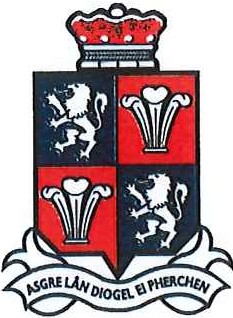 ASGRE LÂN DIOGEL EI PHERCHEN